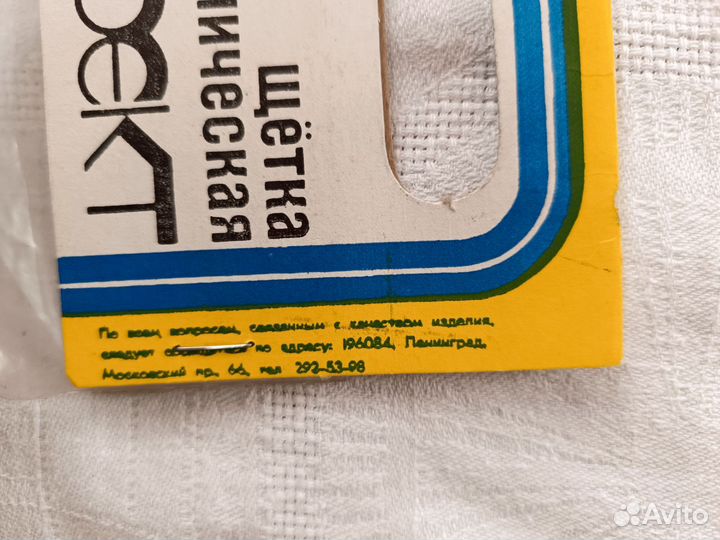 ЕКТ
ическая
щётка
По всем вопросам, связанным с качеством изделия,
следует обращаться по адресу: 196084, Ленинград,
Московский пр., 66, тел 292-53-98
Avito